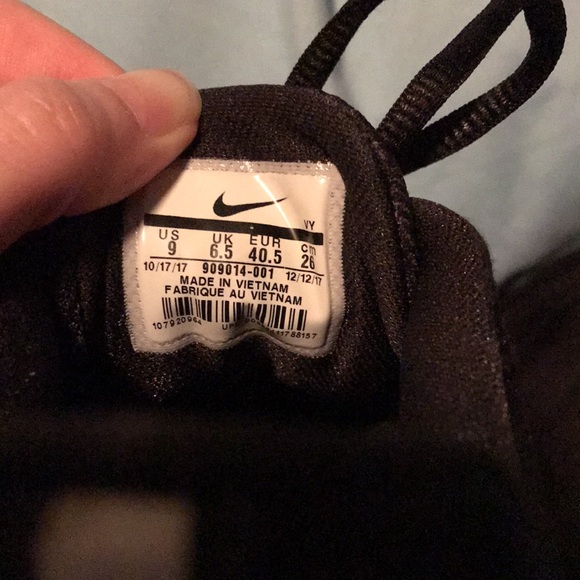 VY
US UK EUR cm
9 6.5 40.5 26
10/17/17 909014-001 12/12/17
MADE IN VIETNAM
FABRIQUE AU VIETNAM